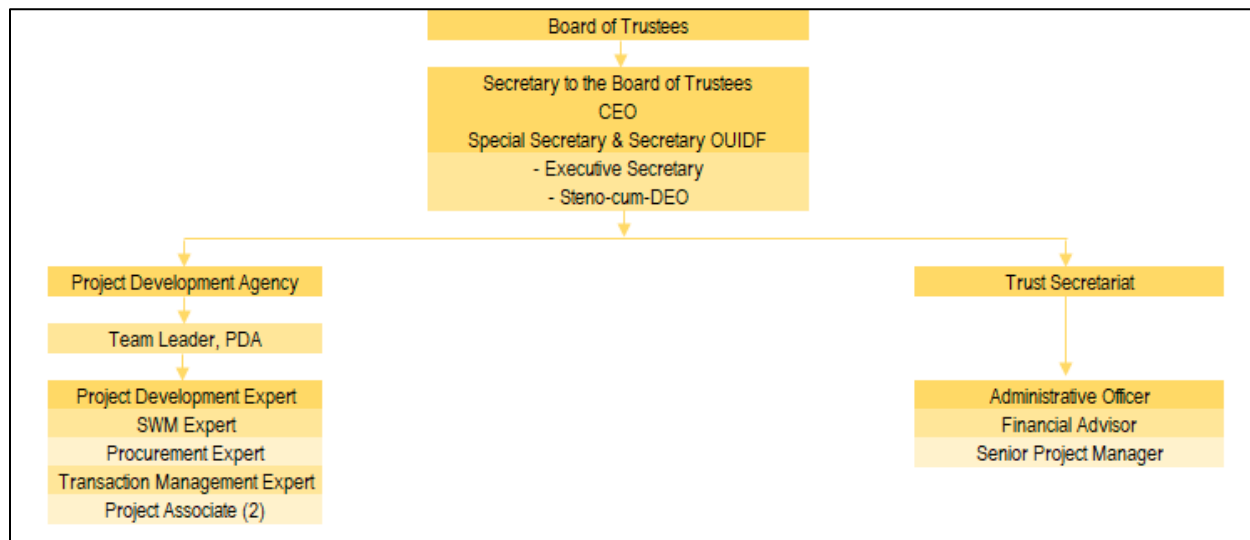 Board of Trustees
Secretary to the Board of Trustees
CEO
Special Secretary & Secretary OUIDF
- Executive Secretary
- Steno-cum-DEO
Project Development Agency
Team Leader, PDA
Project Development Expert
SWM Expert
Procurement Expert
Transaction Management Expert
Project Associate (2)
Trust Secretariat
Administrative Officer
Financial Advisor
Senior Project Manager